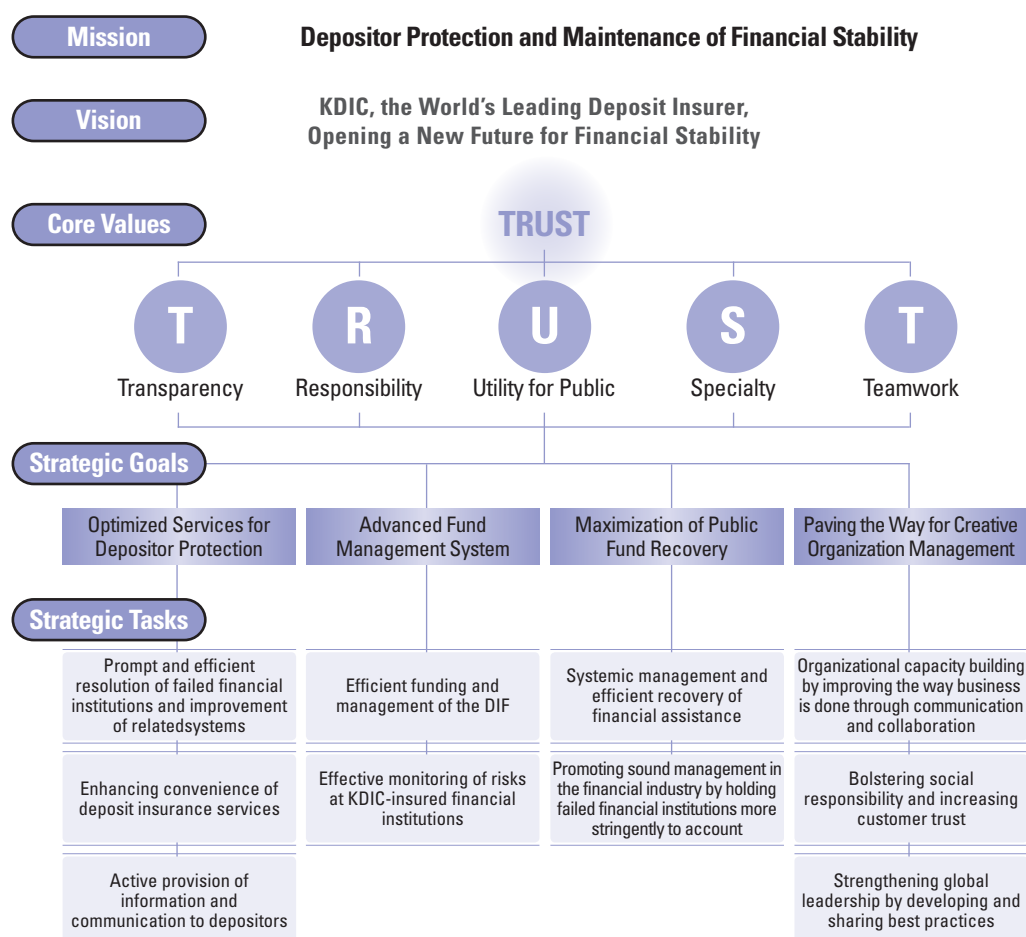 Mission
Depositor Protection and Maintenance of Financial Stability
Vision
KDIC, the World's Leading Deposit Insurer,
Opening a New Future for Financial Stability
Core Values
TRUST
T
R
U
S
T
Transparency
Responsibility
Utility for Public
Specialty
Teamwork
Strategic Goals
Optimized Services for
Depositor Protection
Advanced Fund
Management System
Maximization of Public
Fund Recovery
Paving the Way for Creative
Organization Management
Strategic Tasks
Prompt and efficient
resolution of failed financial
institutions and improvement
of relatedsystems
Efficient funding and
management of the DIF
Systemic management and
efficient recovery of
financial assistance
Organizational capacity building
by improving the way business
is done through communication
and collaboration
Enhancing convenience of
deposit insurance services
Effective monitoring of risks
at KDIC-insured financial
institutions
Promoting sound management in
the financial industry by holding
failed financial institutions more
stringently to account
Bolstering social
responsibility and increasing
customer trust
Active provision of
information and
communication to depositors
Strengthening global
leadership by developing and
sharing best practices